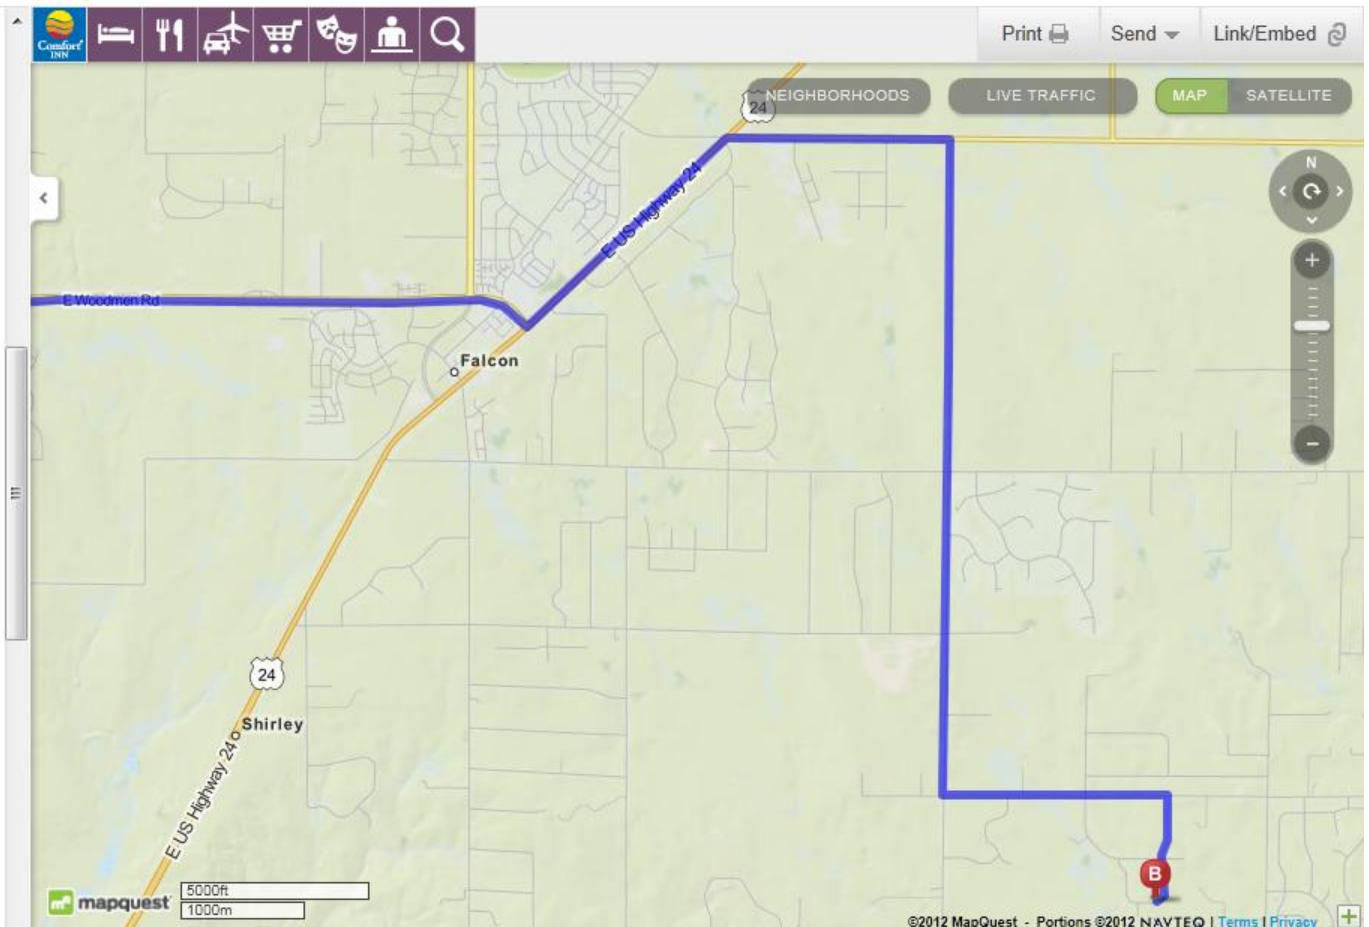 Comfort
INN
Print
Send
Link/Embed
NEIGHBORHOODS
LIVE TRAFFIC
MAP
SATELLITE
24
N
E US Highway 24
E Woodmen Rd
Falcon
24
Shirley
E US Highway 24
B
mapquest
5000ft
1000m
©2012 MapQuest - Portions ©2012 NAVTEQ | Terms | Privacy